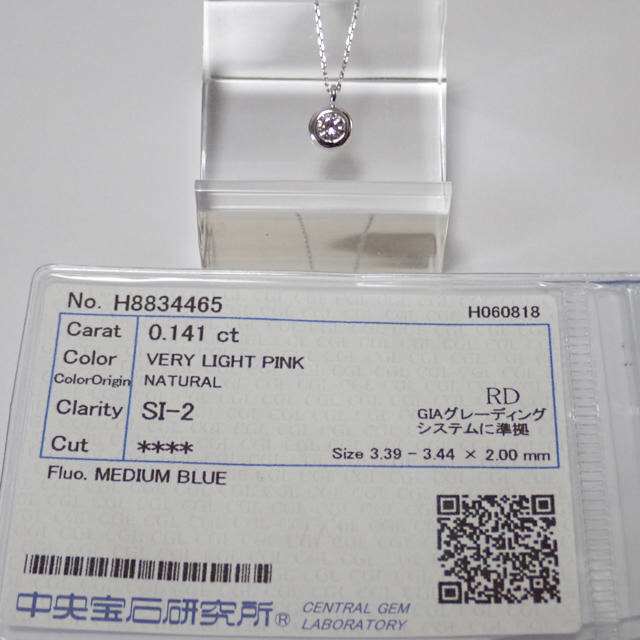 No. H8834465 H060818
Carat 0.141 ct
Color VERY LIGHT PINK
ColorOrigin NATURAL
Clarity SI-2
RD
GIAグレーディング
システムに準拠
Cut ****
Size 3.39 - 3.44 × 2.00 mm
Fluo. MEDIUM BLUE
中央宝石研究所® CENTRAL GEM
LABORATORY